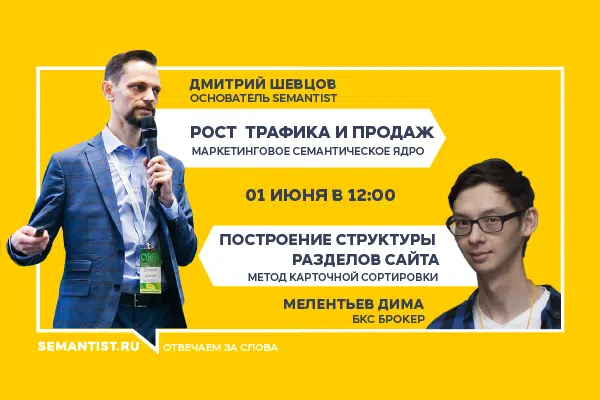 ДМИТРИЙ ШЕВЦОВ
ОСНОВАТЕЛЬ SEMANTIST
РОСТ ТРАФИКА И ПРОДАЖ
МАРКЕТИНГОВОЕ СЕМАНТИЧЕСКОЕ ЯДРО
01 ИЮНЯ В 12:00
ПОСТРОЕНИЕ СТРУКТУРЫ
РАЗДЕЛОВ САЙТА
МЕТОД КАРТОЧНОЙ СОРТИРОВКИ
МЕЛЕНТЬЕВ ДИМА
БКС БРОКЕР
SEMANTIST.RU ОТВЕЧАЕМ ЗА СЛОВА